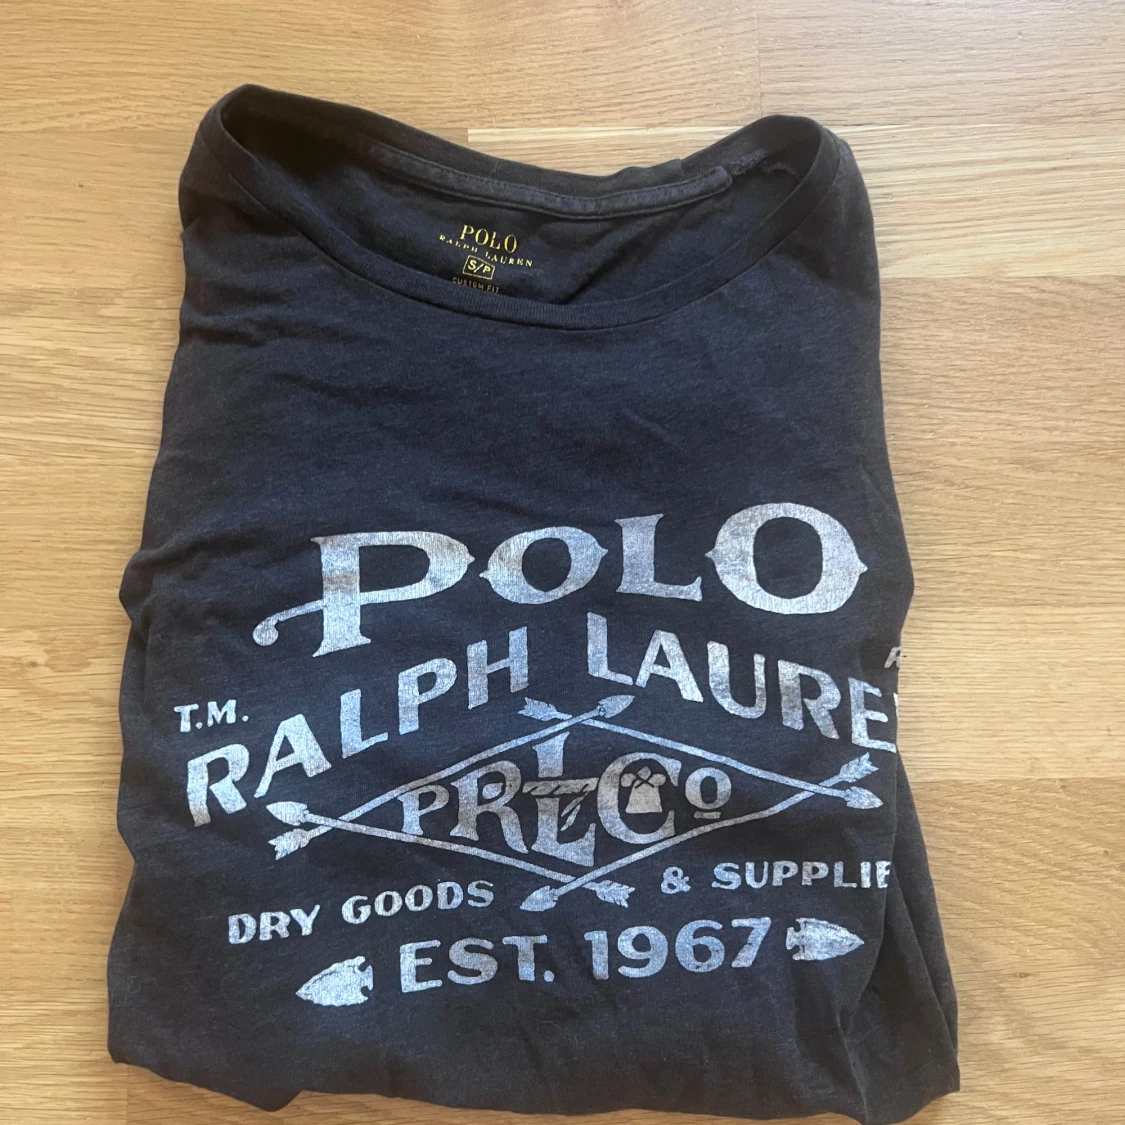 POLO
RALPH LAUREN
S/P
CUSTOM FIT
POLO
T.M.
RALPH LAURE
PRLCo
DRY GOODS & SUPPLIE
EST. 1967